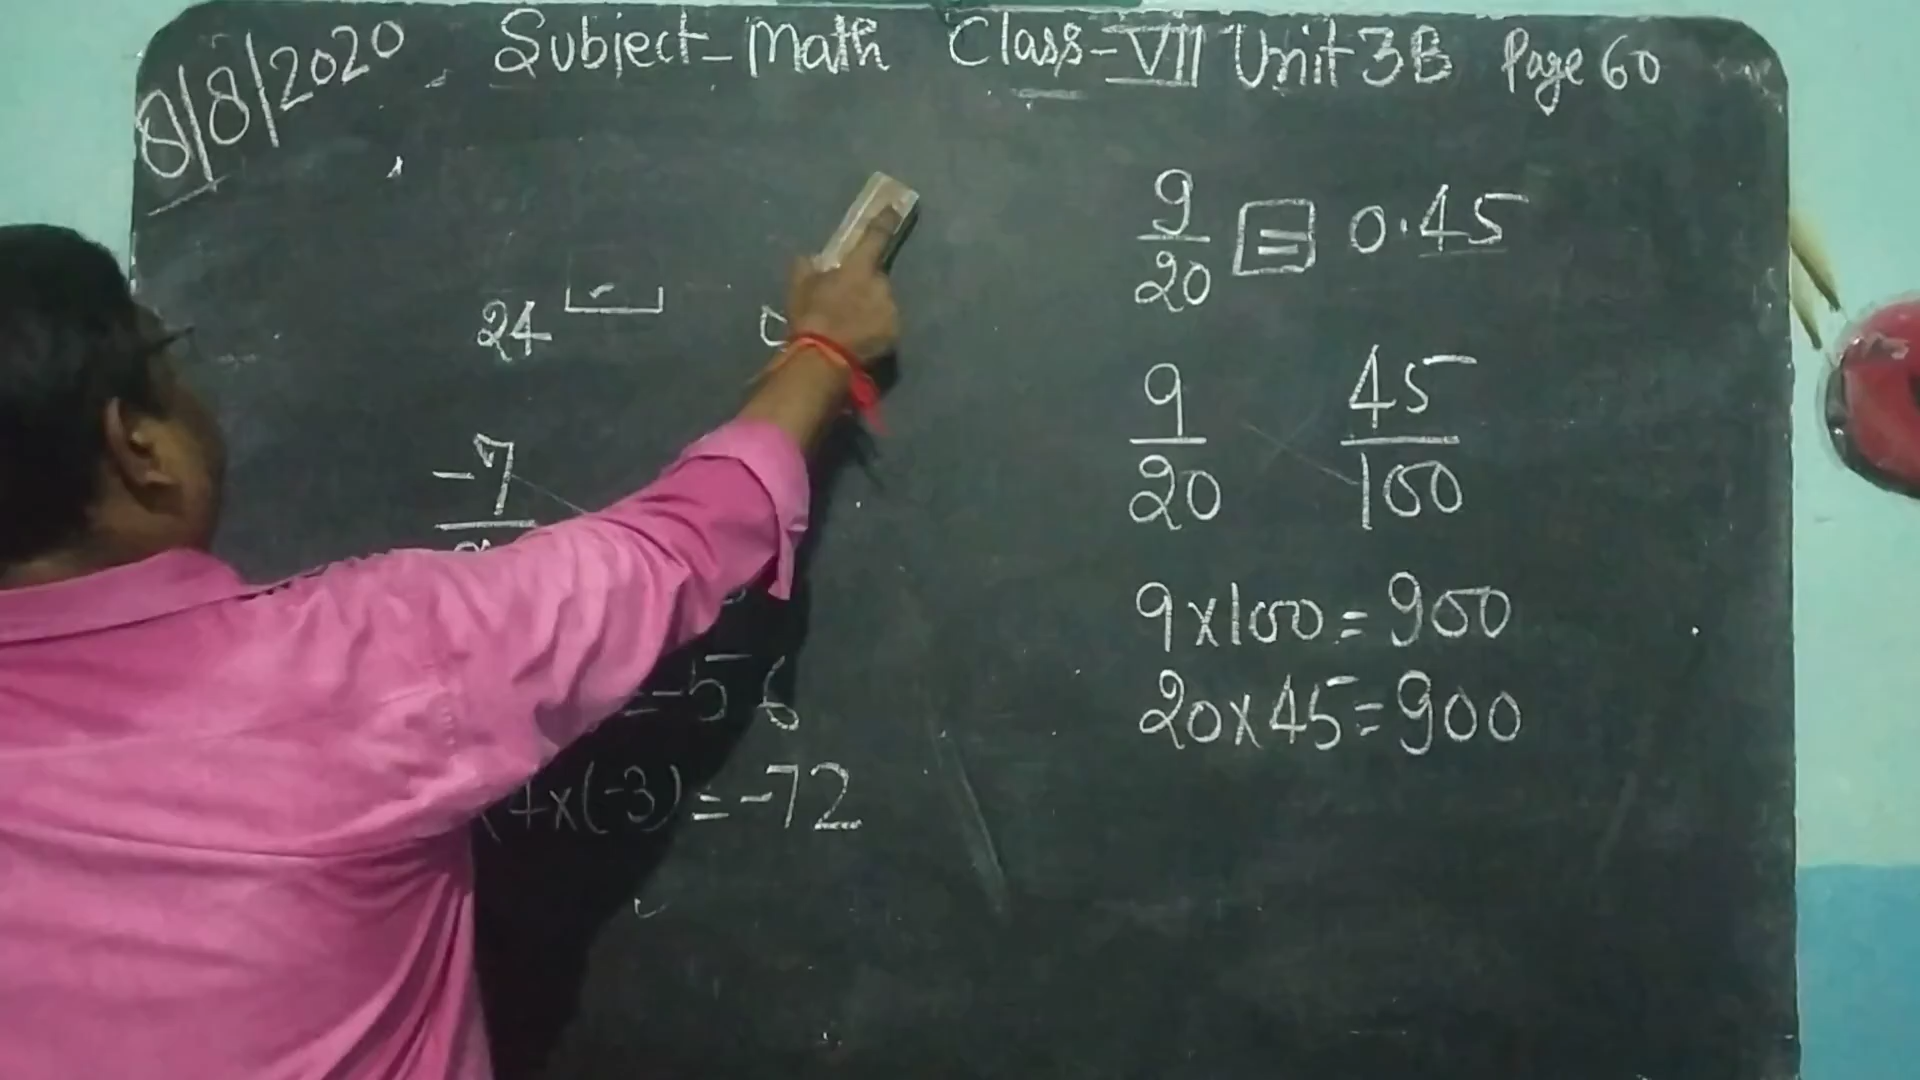 8/8/2020 Subject - Math Class - VII Unit 3B Page 60
24
-7
= -56
x(-3) = -72
9/20 = 0.45
9/20 45/100
9x100 = 900
20x45 = 900